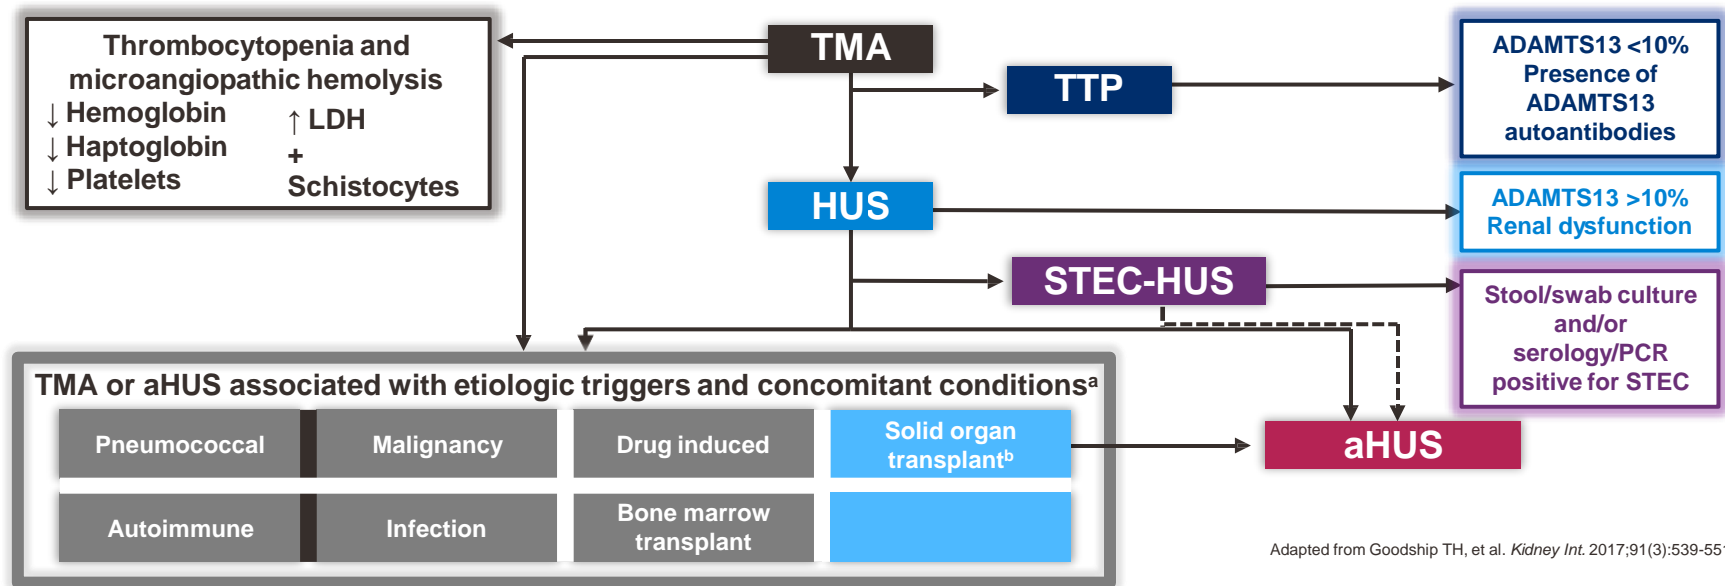 Thrombocytopenia and
microangiopathic hemolysis
↓ Hemoglobin
↓ Haptoglobin
↓ Platelets
↑ LDH
+
Schistocytes
TMA
TTP
ADAMTS13 <10%
Presence of
ADAMTS13
autoantibodies
HUS
ADAMTS13 >10%
Renal dysfunction
STEC-HUS
Stool/swab culture
and/or
serology/PCR
positive for STEC
TMA or aHUS associated with etiologic triggers and concomitant conditionsᵃ
Pneumococcal
Malignancy
Drug induced
Solid organ
transplantᵇ
aHUS
Autoimmune
Infection
Bone marrow
transplant
Adapted from Goodship TH, et al. Kidney Int. 2017;91(3):539-551